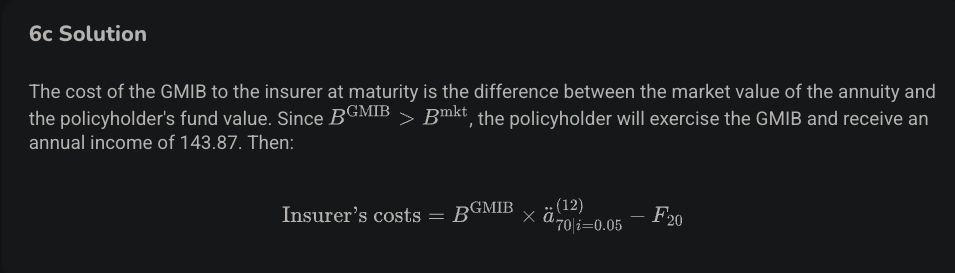 6c Solution
The cost of the GMIB to the insurer at maturity is the difference between the market value of the annuity and
the policyholder's fund value. Since B^GMIB > B^mkt, the policyholder will exercise the GMIB and receive an
annual income of 143.87. Then:
Insurer's costs = B^GMIB × ä^(12)_70|i=0.05 − F_20